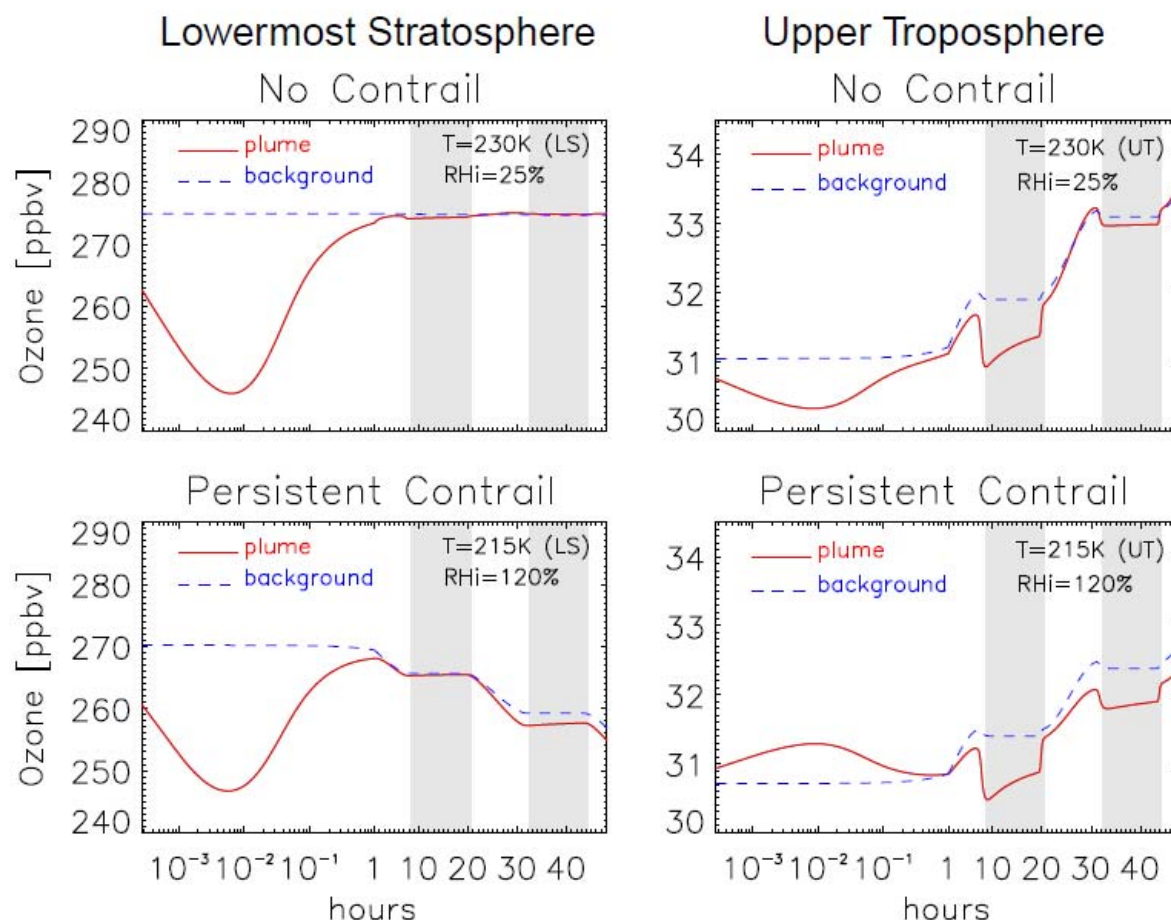 Lowermost Stratosphere
Upper Troposphere
No Contrail
No Contrail
290
280
270
260
250
240
Ozone [ppbv]
plume
background
T=230K (LS)
RHi=25%
34
33
32
31
30
plume
background
T=230K (UT)
RHi=25%
Persistent Contrail
Persistent Contrail
290
280
270
260
250
240
Ozone [ppbv]
plume
background
T=215K (LS)
RHi=120%
34
33
32
31
30
plume
background
T=215K (UT)
RHi=120%
10⁻³ 10⁻² 10⁻¹ 1 10 20 30 40
hours
10⁻³ 10⁻² 10⁻¹ 1 10 20 30 40
hours